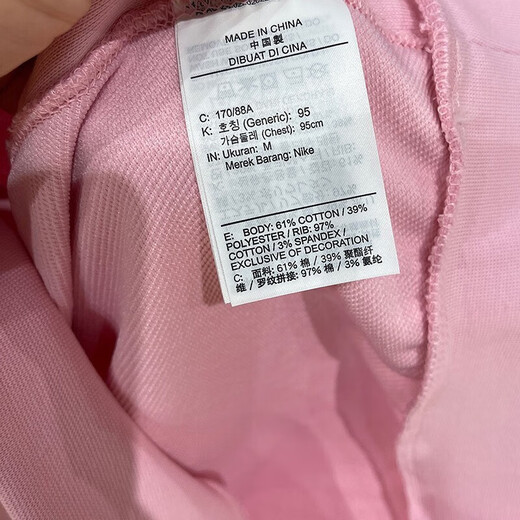 MADE IN CHINA
中国製
DIBUAT DI CINA
C: 170/88A
K: 호칭 (Generic): 95
가슴둘레 (Chest): 95cm
IN: Ukuran: M
Merek Barang: Nike
E: BODY: 61% COTTON / 39%
POLYESTER / RIB: 97%
COTTON / 3% SPANDEX /
EXCLUSIVE OF DECORATION
C: 面料: 61% 棉 / 39% 聚酯纤
维 / 罗纹拼接: 97% 棉 / 3% 氨纶